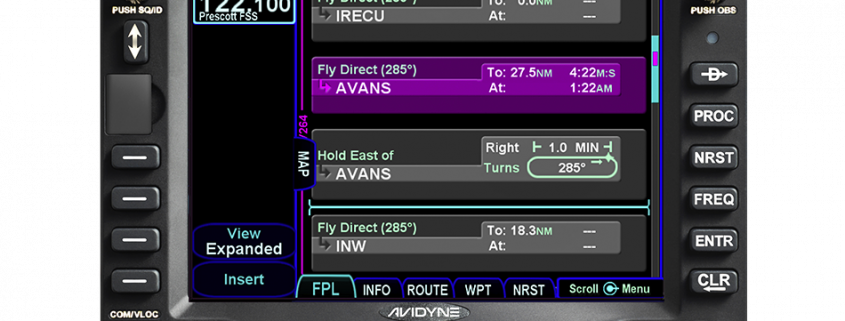 PUSH SQ/ID
122.100
Prescott FSS
Fly Direct (285°)
IRECU
To: 0.0NM ---
At: ---
PUSH OBS
Fly Direct (285°)
AVANS
To: 27.5NM 4:22M:S
At: 1:22AM
264
MAP
Hold East of
AVANS
Right 1.0 MIN
Turns 285°
Fly Direct (285°)
INW
To: 18.3NM ---
At: ---
View
Expanded
Insert
FPL INFO ROUTE WPT NRST Scroll Menu
D
PROC
NRST
FREQ
ENTR
CLR
COM/VLOC
AVIDYNE